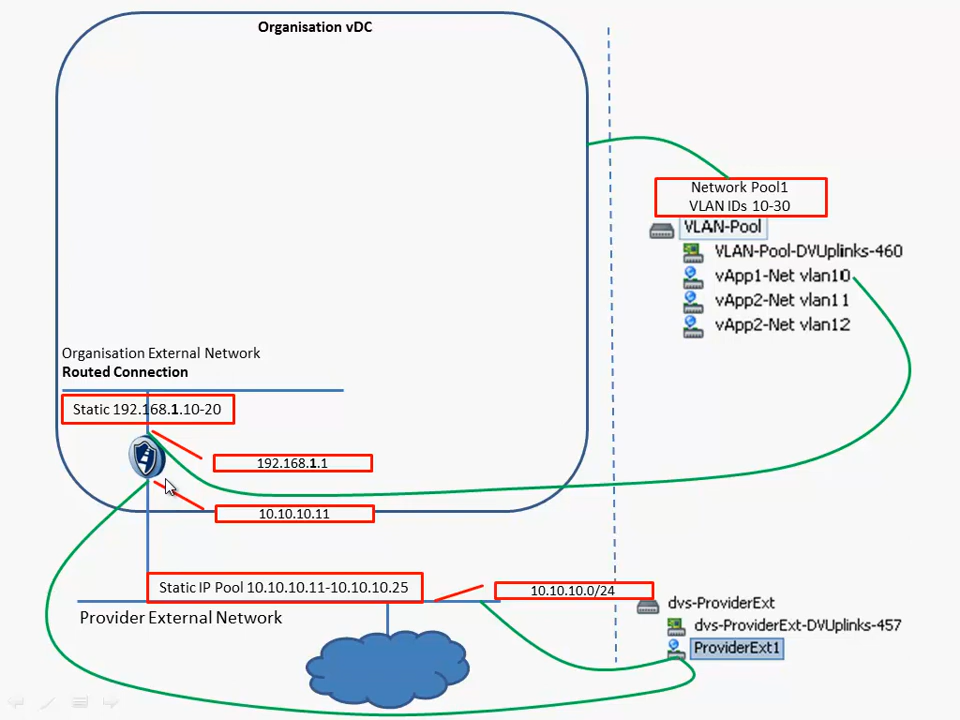 Organisation vDC
Network Pool1
VLAN IDs 10-30
VLAN-Pool
VLAN-Pool-DVUplinks-460
vApp1-Net vlan10
vApp2-Net vlan11
vApp2-Net vlan12
Organisation External Network
Routed Connection
Static 192.168.1.10-20
192.168.1.1
10.10.10.11
Static IP Pool 10.10.10.11-10.10.10.25
10.10.10.0/24
Provider External Network
dvs-ProviderExt
dvs-ProviderExt-DVUplinks-457
ProviderExt1